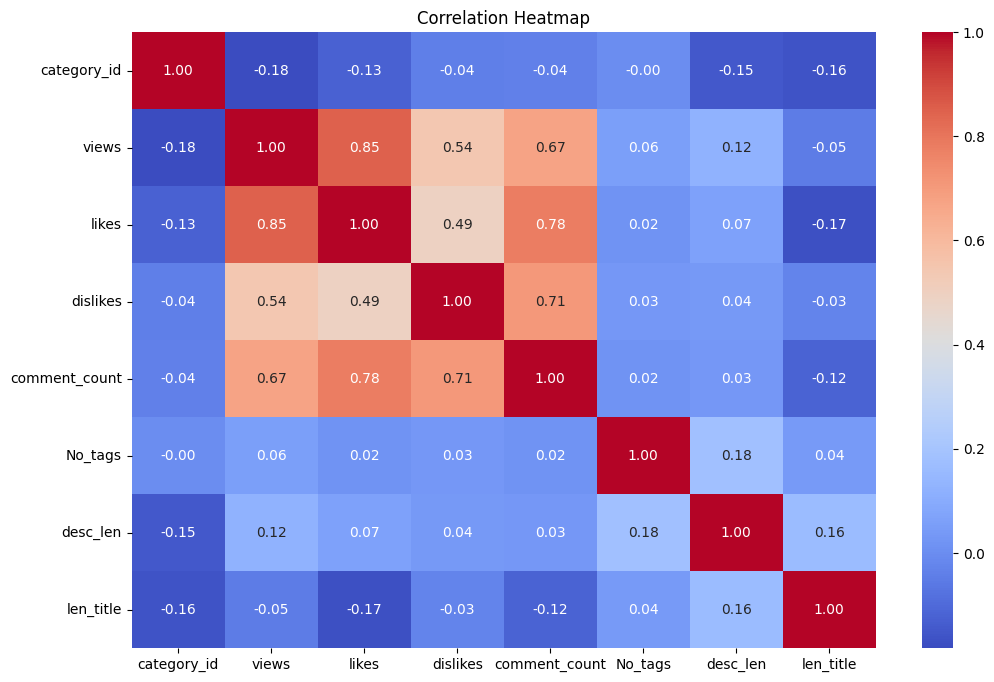 Correlation Heatmap
category_id 1.00 -0.18 -0.13 -0.04 -0.04 -0.00 -0.15 -0.16
views -0.18 1.00 0.85 0.54 0.67 0.06 0.12 -0.05
likes -0.13 0.85 1.00 0.49 0.78 0.02 0.07 -0.17
dislikes -0.04 0.54 0.49 1.00 0.71 0.03 0.04 -0.03
comment_count -0.04 0.67 0.78 0.71 1.00 0.02 0.03 -0.12
No_tags -0.00 0.06 0.02 0.03 0.02 1.00 0.18 0.04
desc_len -0.15 0.12 0.07 0.04 0.03 0.18 1.00 0.16
len_title -0.16 -0.05 -0.17 -0.03 -0.12 0.04 0.16 1.00
category_id views likes dislikes comment_count No_tags desc_len len_title
1.0
0.8
0.6
0.4
0.2
0.0